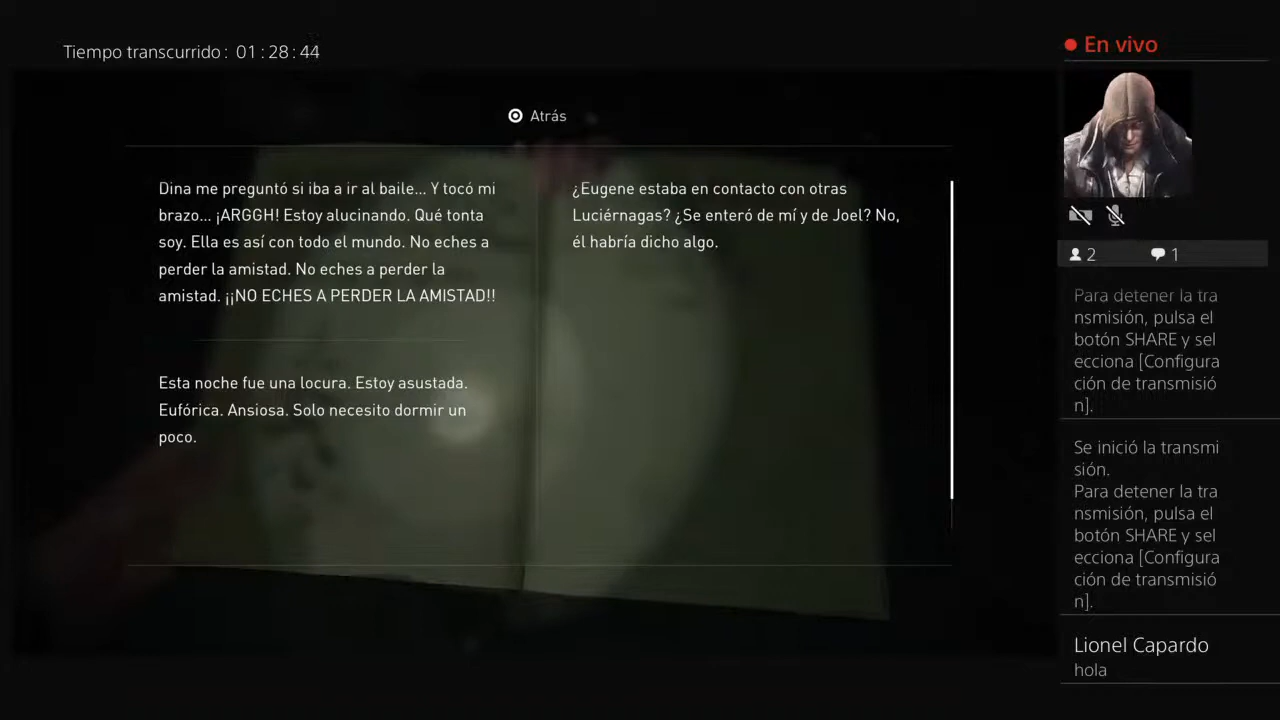 Tiempo transcurrido: 01:28:44
En vivo
Atrás
Dina me preguntó si iba a ir al baile... Y tocó mi
brazo... ¡ARGGH! Estoy alucinando. Qué tonta
soy. Ella es así con todo el mundo. No eches a
perder la amistad. No eches a perder la
amistad. ¡¡NO ECHES A PERDER LA AMISTAD!!
Esta noche fue una locura. Estoy asustada.
Eufórica. Ansiosa. Solo necesito dormir un
poco.
¿Eugene estaba en contacto con otras
Luciérnagas? ¿Se enteró de mí y de Joel? No,
él habría dicho algo.
2
1
Para detener la tra
nsmisión, pulsa el
botón SHARE y sel
ecciona [Configura
ción de transmisió
n].
Se inició la transmi
sión.
Para detener la tra
nsmisión, pulsa el
botón SHARE y sel
ecciona [Configura
ción de transmisió
n].
Lionel Capardo
hola